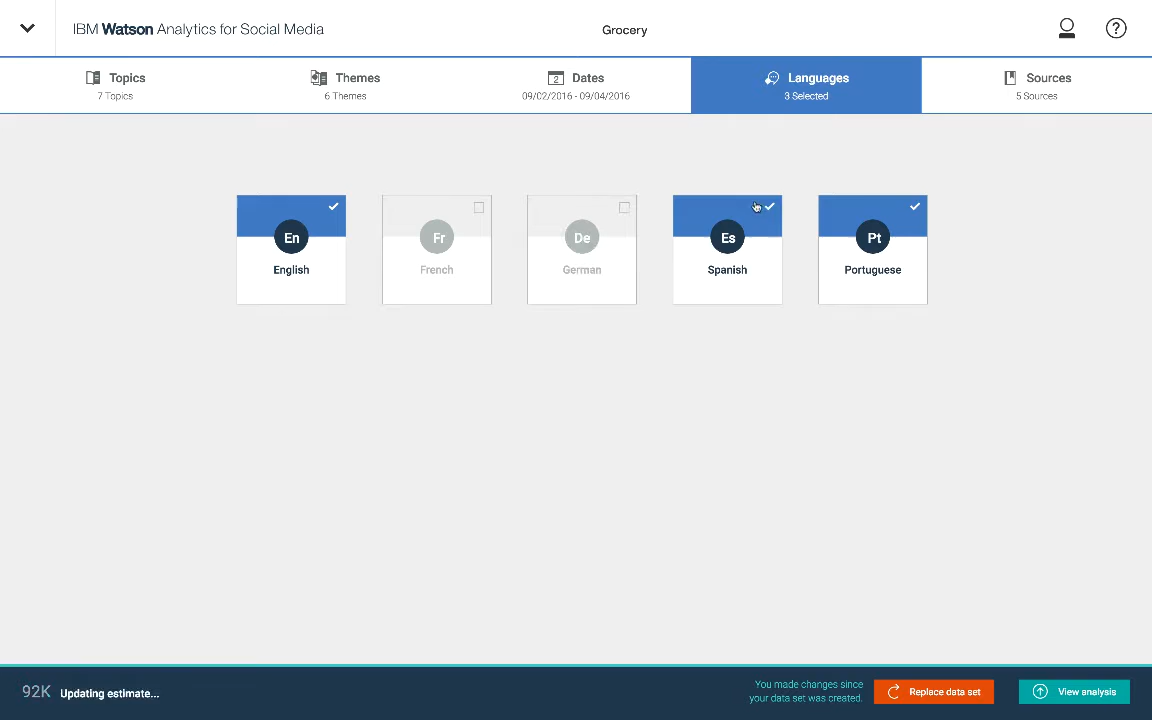 IBM Watson Analytics for Social Media
Grocery
?
Topics
7 Topics
Themes
6 Themes
2
Dates
09/02/2016 - 09/04/2016
Languages
3 Selected
Sources
5 Sources
En
English
Fr
French
De
German
Es
Spanish
Pt
Portuguese
92K Updating estimate...
You made changes since
your data set was created.
Replace data set
View analysis